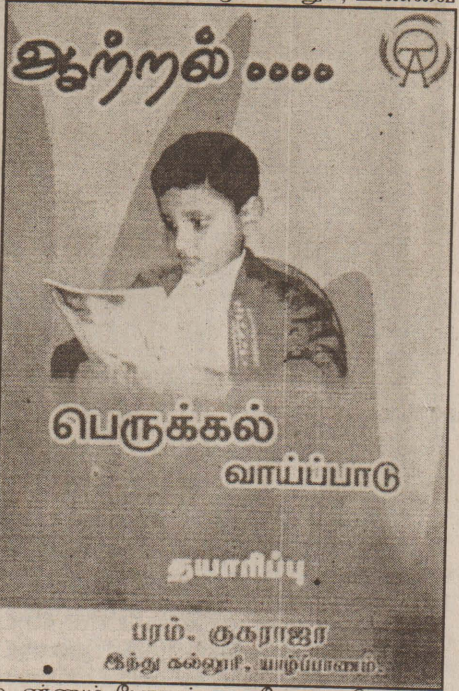 ஆற்றல் ....
பெருக்கல்
வாய்ப்பாடு
தயாரிப்பு
பரம். குகராஜா
இந்து கல்லூரி, யாழ்ப்பாணம்.